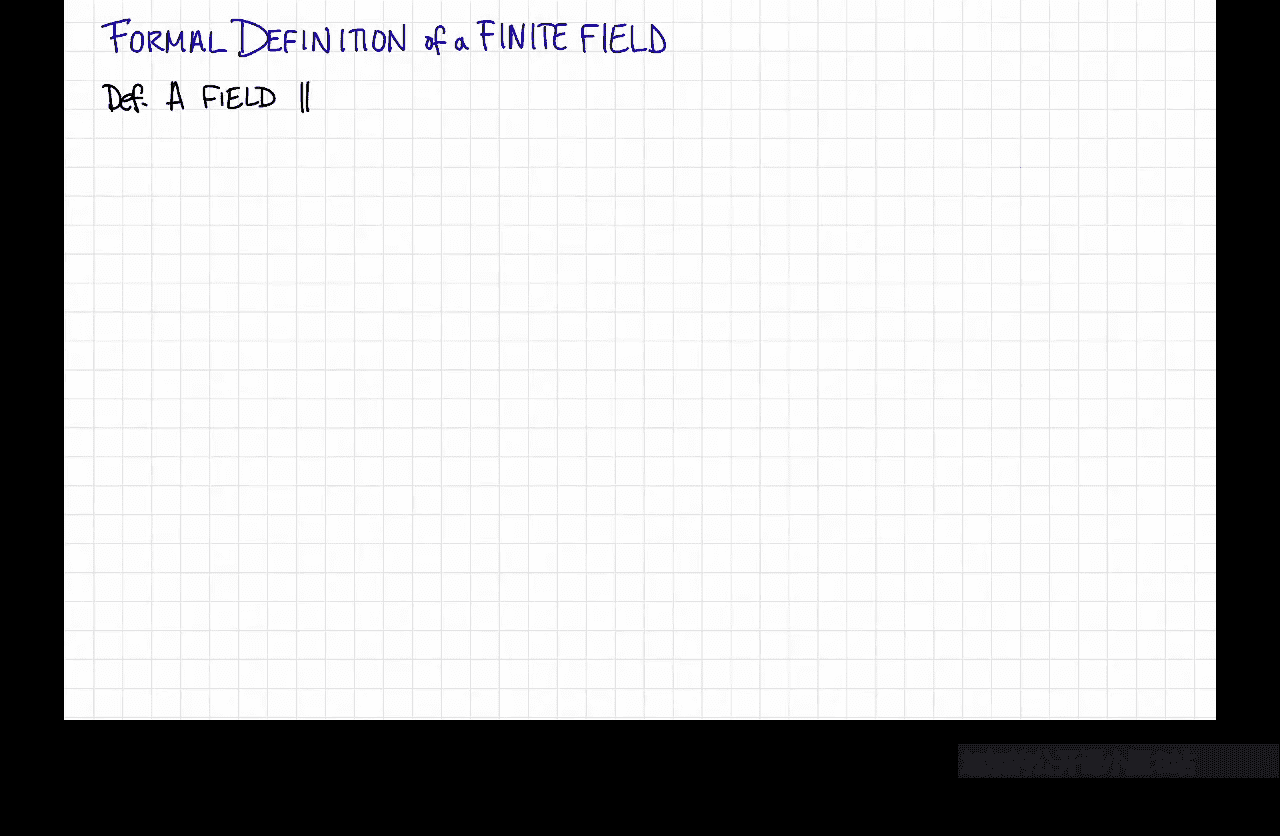 FORMAL DEFINITION of a FINITE FIELD
Def. A FIELD ||